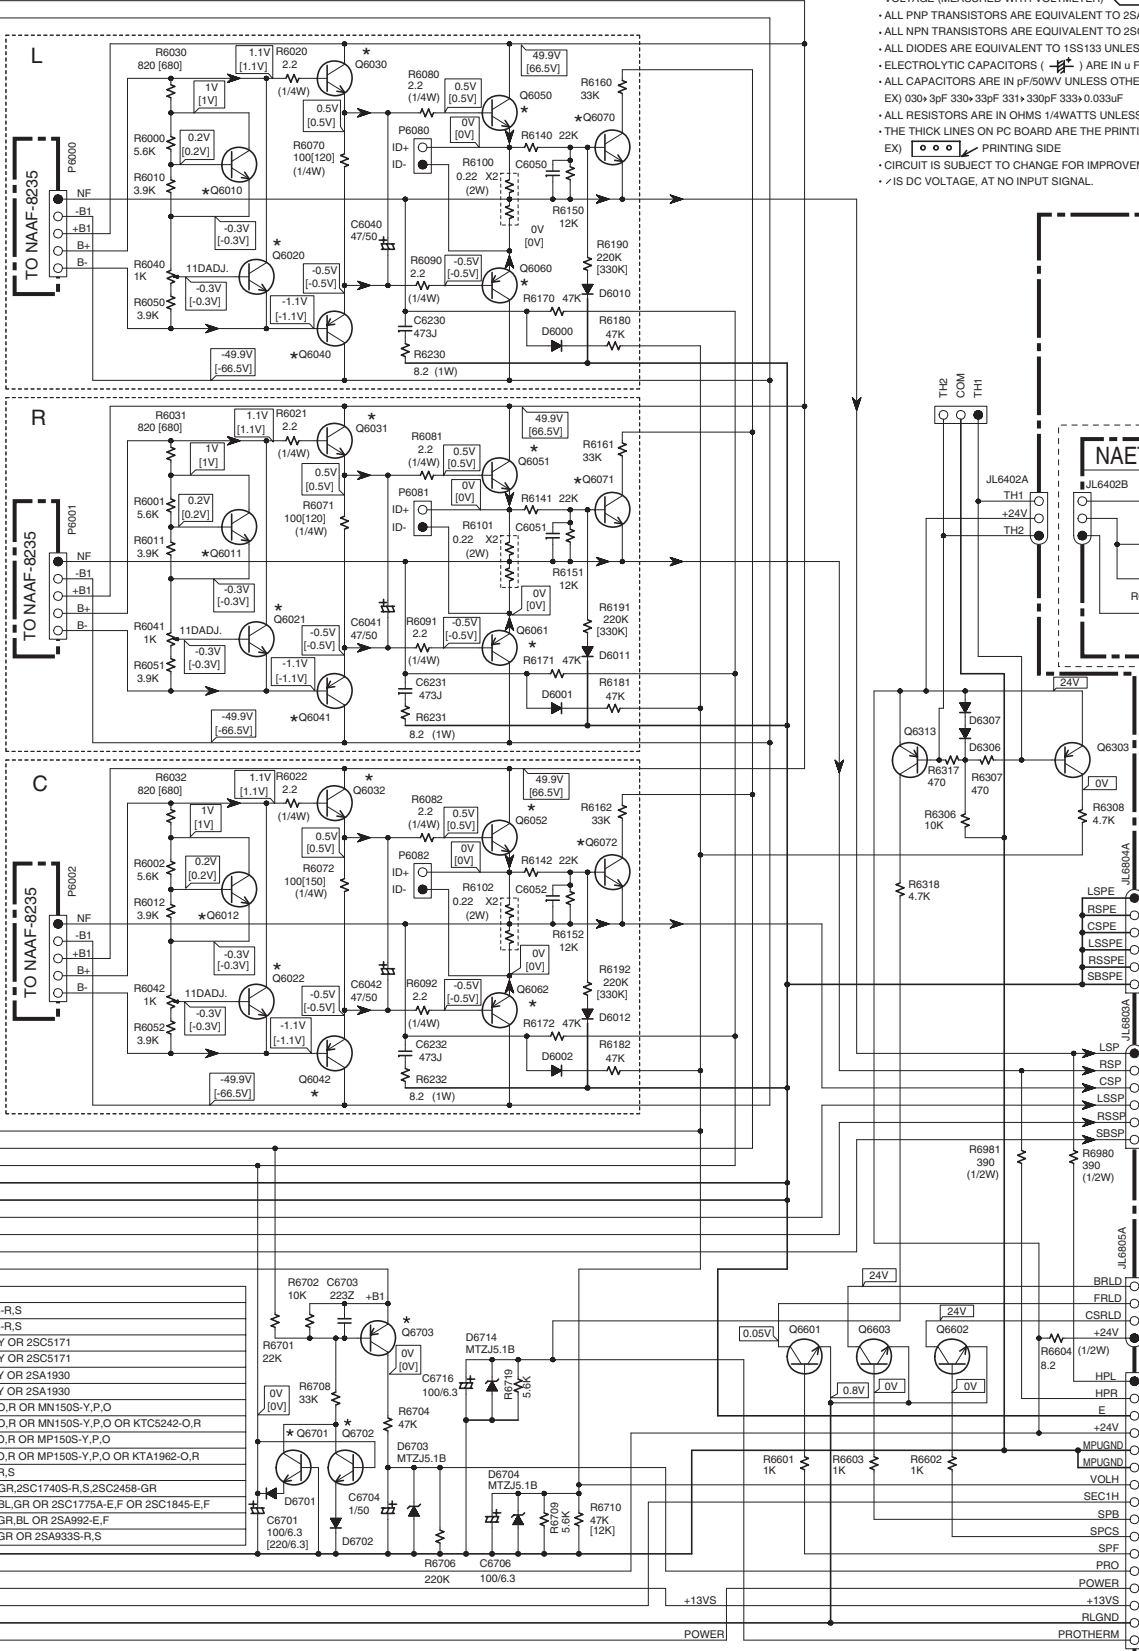 VOLTAGE (MEASURED WITH VOLTMETER)
• ALL PNP TRANSISTORS ARE EQUIVALENT TO 2SA
• ALL NPN TRANSISTORS ARE EQUIVALENT TO 2SC
• ALL DIODES ARE EQUIVALENT TO 1SS133 UNLES
• ELECTROLYTIC CAPACITORS ( ) ARE IN u F
• ALL CAPACITORS ARE IN pF/50WV UNLESS OTHE
EX) 030 3pF 330 33pF 331 330pF 333 0.033uF
• ALL RESISTORS ARE IN OHMS 1/4WATTS UNLESS
• THE THICK LINES ON PC BOARD ARE THE PRINTI
EX) PRINTING SIDE
• CIRCUIT IS SUBJECT TO CHANGE FOR IMPROVEM
• IS DC VOLTAGE, AT NO INPUT SIGNAL.
L
TO NAAF-8235
P6000
NF
-B1
+B1
B+
B-
R6030
820 [680]
1V
[1V]
R6000
5.6K
0.2V
[0.2V]
R6010
3.9K
*Q6010
-0.3V
[-0.3V]
R6040
1K
11DADJ.
-0.3V
[-0.3V]
R6050
3.9K
1.1V
[1.1V]
R6020
2.2
(1/4W)
*
Q6030
0.5V
[0.5V]
R6070
100[120]
(1/4W)
*
Q6020
-0.5V
[-0.5V]
-1.1V
[-1.1V]
*Q6040
-49.9V
[-66.5V]
C6040
47/50
R6080
2.2
(1/4W)
0.5V
[0.5V]
49.9V
[66.5V]
Q6050
*
P6080
ID+
ID-
0V
[0V]
R6140 22K
R6100
0.22 X2
(2W)
C6050
R6150
12K
0V
[0V]
R6160
33K
*Q6070
R6090
2.2
(1/4W)
-0.5V
[-0.5V]
Q6060
*
R6190
220K
[330K]
D6010
R6170 47K
D6000
R6180
47K
C6230
473J
R6230
8.2 (1W)
R
TO NAAF-8235
P6001
NF
-B1
+B1
B+
B-
R6031
820 [680]
1V
[1V]
R6001
5.6K
0.2V
[0.2V]
R6011
3.9K
*Q6011
-0.3V
[-0.3V]
R6041
1K
11DADJ.
-0.3V
[-0.3V]
R6051
3.9K
1.1V
[1.1V]
R6021
2.2
(1/4W)
*
Q6031
0.5V
[0.5V]
R6071
100[120]
(1/4W)
*
Q6021
-0.5V
[-0.5V]
-1.1V
[-1.1V]
*Q6041
-49.9V
[-66.5V]
C6041
47/50
R6081
2.2
(1/4W)
0.5V
[0.5V]
49.9V
[66.5V]
*
Q6051
P6081
ID+
ID-
0V
[0V]
R6141 22K
R6101
0.22 X2
(2W)
C6051
R6151
12K
0V
[0V]
R6161
33K
*Q6071
R6091
2.2
(1/4W)
-0.5V
[-0.5V]
Q6061
*
R6191
220K
[330K]
D6011
R6171 47K
D6001
R6181
47K
C6231
473J
R6231
8.2 (1W)
C
TO NAAF-8235
P6002
NF
-B1
+B1
B+
B-
R6032
820 [680]
1V
[1V]
R6002
5.6K
0.2V
[0.2V]
R6012
3.9K
*Q6012
-0.3V
[-0.3V]
R6042
1K
11DADJ.
-0.3V
[-0.3V]
R6052
3.9K
1.1V
[1.1V]
R6022
2.2
(1/4W)
*
Q6032
0.5V
[0.5V]
R6072
100[150]
(1/4W)
*
Q6022
-0.5V
[-0.5V]
-1.1V
[-1.1V]
Q6042
*
-49.9V
[-66.5V]
C6042
47/50
R6082
2.2
(1/4W)
0.5V
[0.5V]
49.9V
[66.5V]
*
Q6052
P6082
ID+
ID-
0V
[0V]
R6142 22K
R6102
0.22 X2
(2W)
C6052
R6152
12K
0V
[0V]
R6162
33K
*Q6072
R6092
2.2
(1/4W)
-0.5V
[-0.5V]
Q6062
*
R6192
220K
[330K]
D6012
R6172 47K
D6002
R6182
47K
C6232
473J
R6232
8.2 (1W)
TH2
COM
TH1
NAE
JL6402A
JL6402B
TH1
+24V
TH2
24V
Q6313
D6307
D6306
Q6303
R6317
470
R6307
470
0V
R6306
10K
R6308
4.7K
R6318
4.7K
JL6804A
LSPE
RSPE
CSPE
LSSPE
RSSPE
SBSPE
JL6803A
LSP
RSP
CSP
LSSP
RSSP
SBSP
R6981
390
(1/2W)
R6980
390
(1/2W)
JL6805A
BRLD
FRLD
CSRLD
+24V
HPL
HPR
E
+24V
MPUGND
MPUGND
VOLH
SEC1H
SPB
SPCS
SPF
PRO
POWER
+13VS
RLGND
PROTHERM
R6604
8.2
(1/2W)
24V
24V
0.05V
Q6601
Q6603
Q6602
0.8V
0V
0V
R6601
1K
R6603
1K
R6602
1K
-R,S
-R,S
Y OR 2SC5171
Y OR 2SC5171
Y OR 2SA1930
Y OR 2SA1930
O,R OR MN150S-Y,P,O
O,R OR MN150S-Y,P,O OR KTC5242-O,R
O,R OR MP150S-Y,P,O
O,R OR MP150S-Y,P,O OR KTA1962-O,R
R,S
GR,2SC1740S-R,S,2SC2458-GR
BL,GR OR 2SC1775A-E,F OR 2SC1845-E,F
GR,BL OR 2SA992-E,F
GR OR 2SA933S-R,S
R6702
10K
C6703
223Z
+B1
*
Q6703
R6701
22K
0V
[0V]
R6708
33K
0V
[0V]
*Q6701
*
Q6702
R6704
47K
D6703
MTZJ5.1B
D6701
C6701
100/6.3
[220/6.3]
C6704
1/50
D6702
D6714
MTZJ5.1B
C6716
100/6.3
R6719
5.6K
D6704
MTZJ5.1B
R6709
5.6K
R6710
47K
[12K]
R6706
220K
C6706
100/6.3
+13VS
POWER